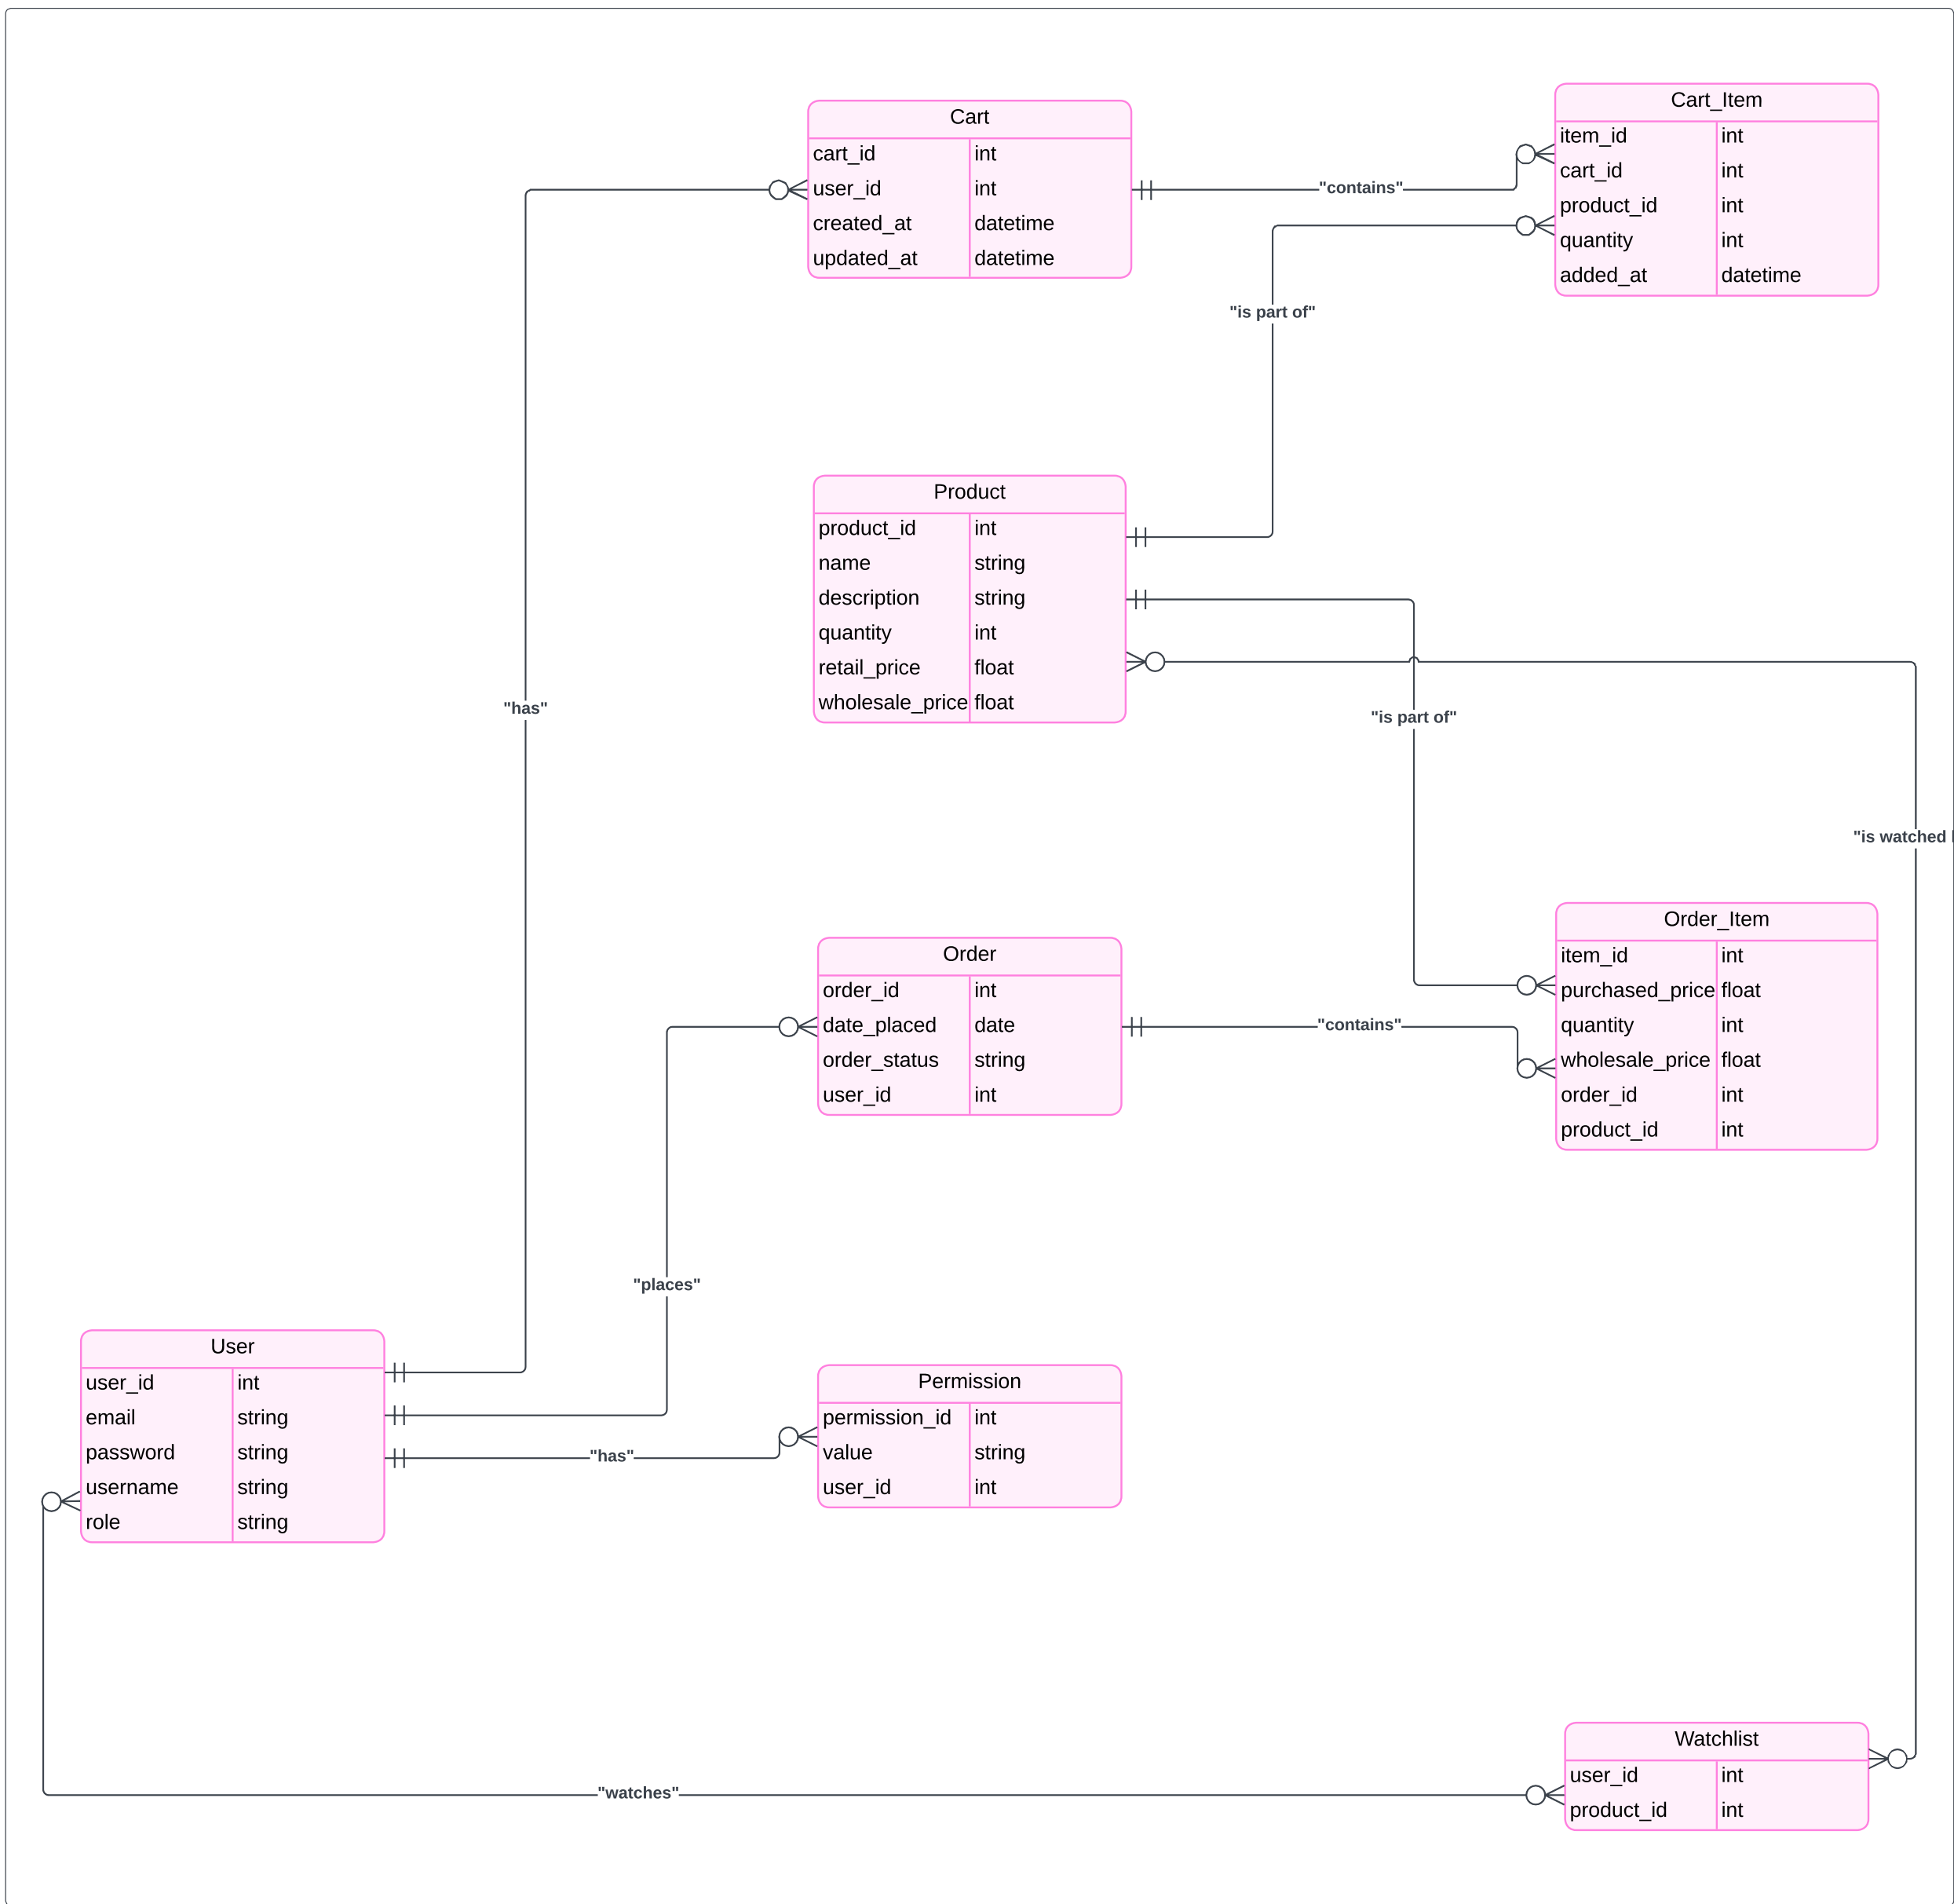 Cart
cart_id int
user_id int
created_at datetime
updated_at datetime
Cart_Item
item_id int
cart_id int
product_id int
quantity int
added_at datetime
"contains"
"is part of"
Product
product_id int
name string
description string
quantity int
retail_price float
wholesale_price float
"has"
"is part of"
"is watched
Order
order_id int
date_placed date
order_status string
user_id int
Order_Item
item_id int
purchased_price float
quantity int
wholesale_price float
order_id int
product_id int
"contains"
"places"
User
user_id int
email string
password string
username string
role string
"has"
Permission
permission_id int
value string
user_id int
Watchlist
user_id int
product_id int
"watches"